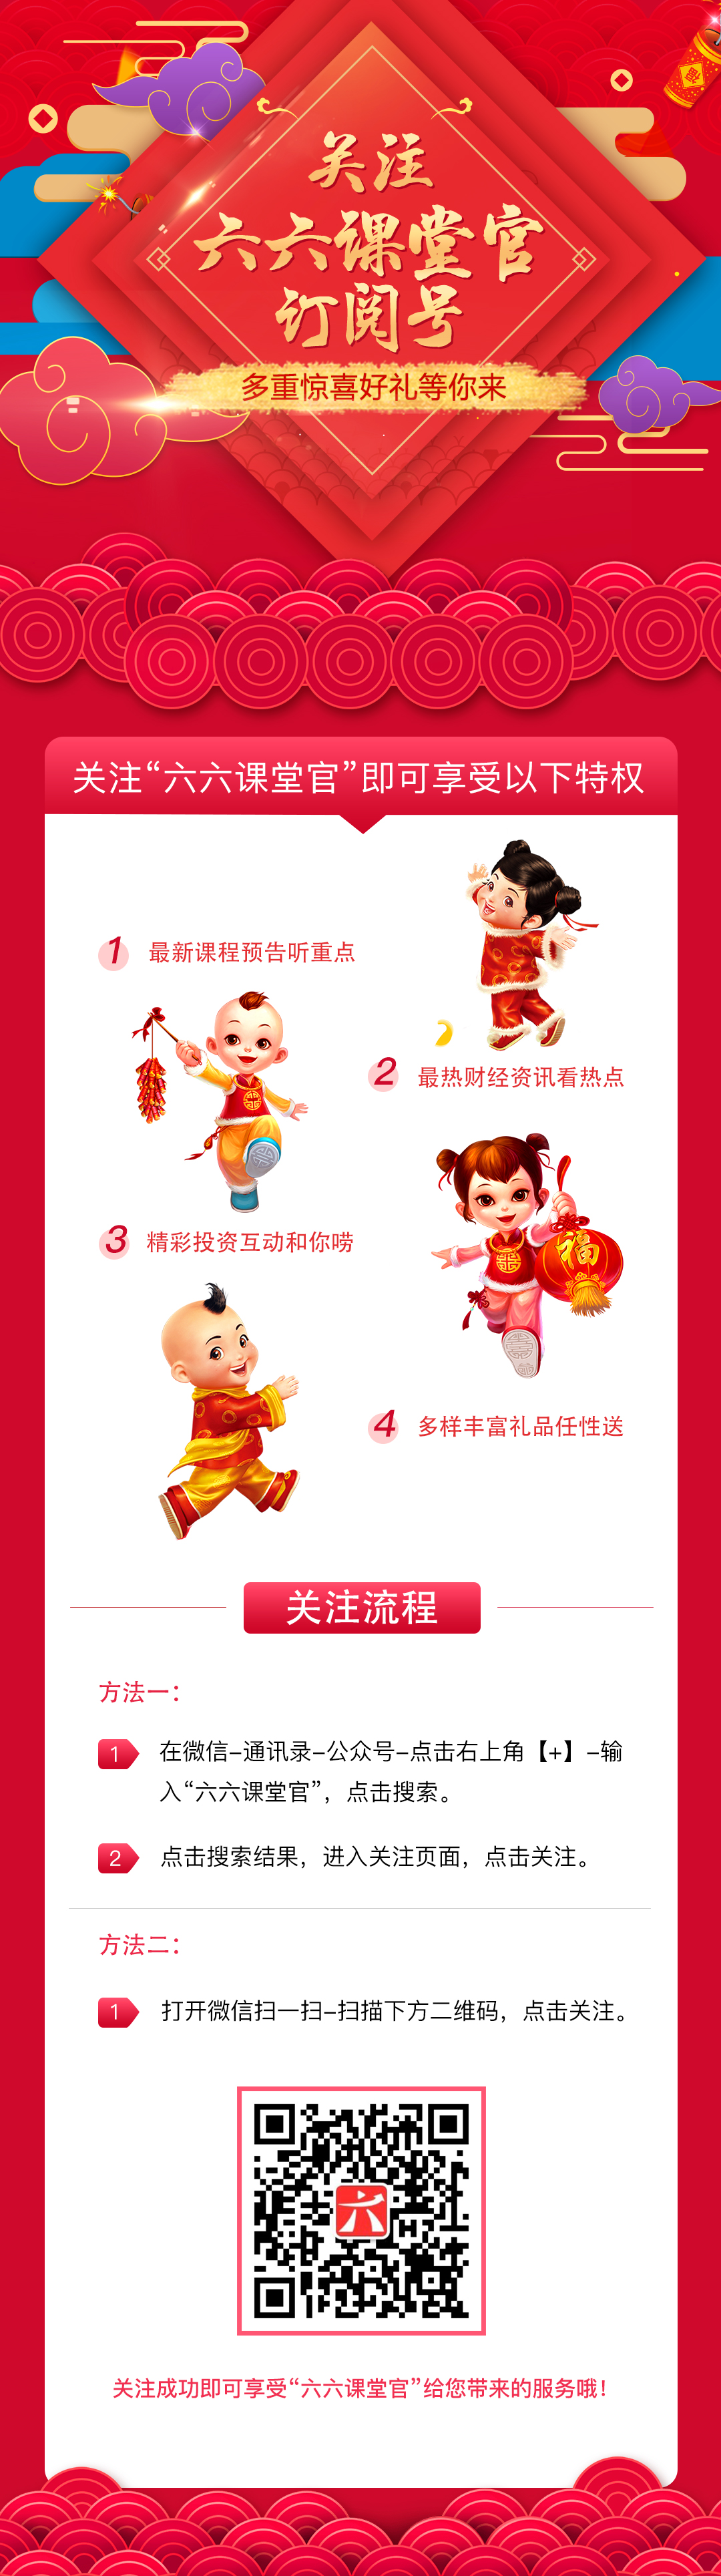 关注
六六课堂官
订阅号
多重惊喜好礼等你来
关注“六六课堂官”即可享受以下特权
1 最新课程预告听重点
2 最热财经资讯看热点
福
3 精彩投资互动和你唠
4 多样丰富礼品任性送
关注流程
方法一：
1 在微信-通讯录-公众号-点击右上角【+】-输
入“六六课堂官”，点击搜索。
2 点击搜索结果，进入关注页面，点击关注。
方法二：
1 打开微信扫一扫-扫描下方二维码，点击关注。
六
关注成功即可享受“六六课堂官”给您带来的服务哦！